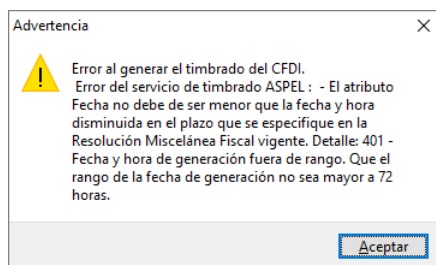 Advertencia
Error al generar el timbrado del CFDI.
Error del servicio de timbrado ASPEL :  - El atributo
Fecha no debe de ser menor que la fecha y hora
disminuida en el plazo que se especifique en la
Resolución Miscelánea Fiscal vigente. Detalle: 401 -
Fecha y hora de generación fuera de rango. Que el
rango de la fecha de generación no sea mayor a 72
horas.
Aceptar